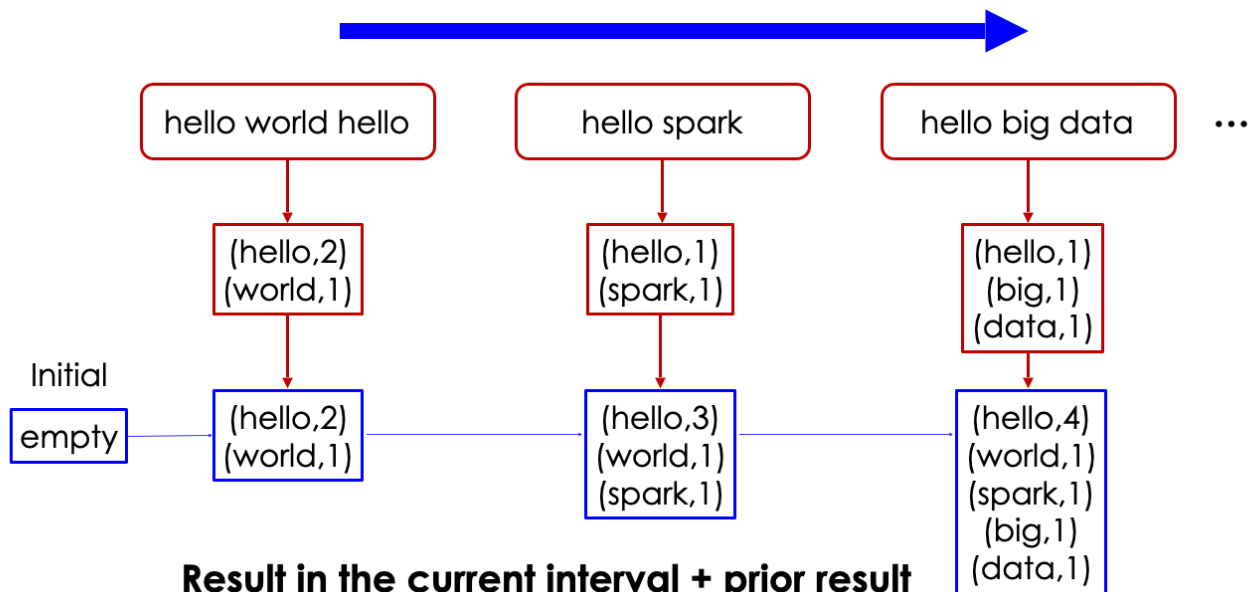 hello world hello
hello spark
hello big data
...
(hello,2)
(world,1)
(hello,1)
(spark,1)
(hello,1)
(big,1)
(data,1)
Initial
empty
(hello,2)
(world,1)
(hello,3)
(world,1)
(spark,1)
(hello,4)
(world,1)
(spark,1)
(big,1)
(data,1)
Result in the current interval + prior result